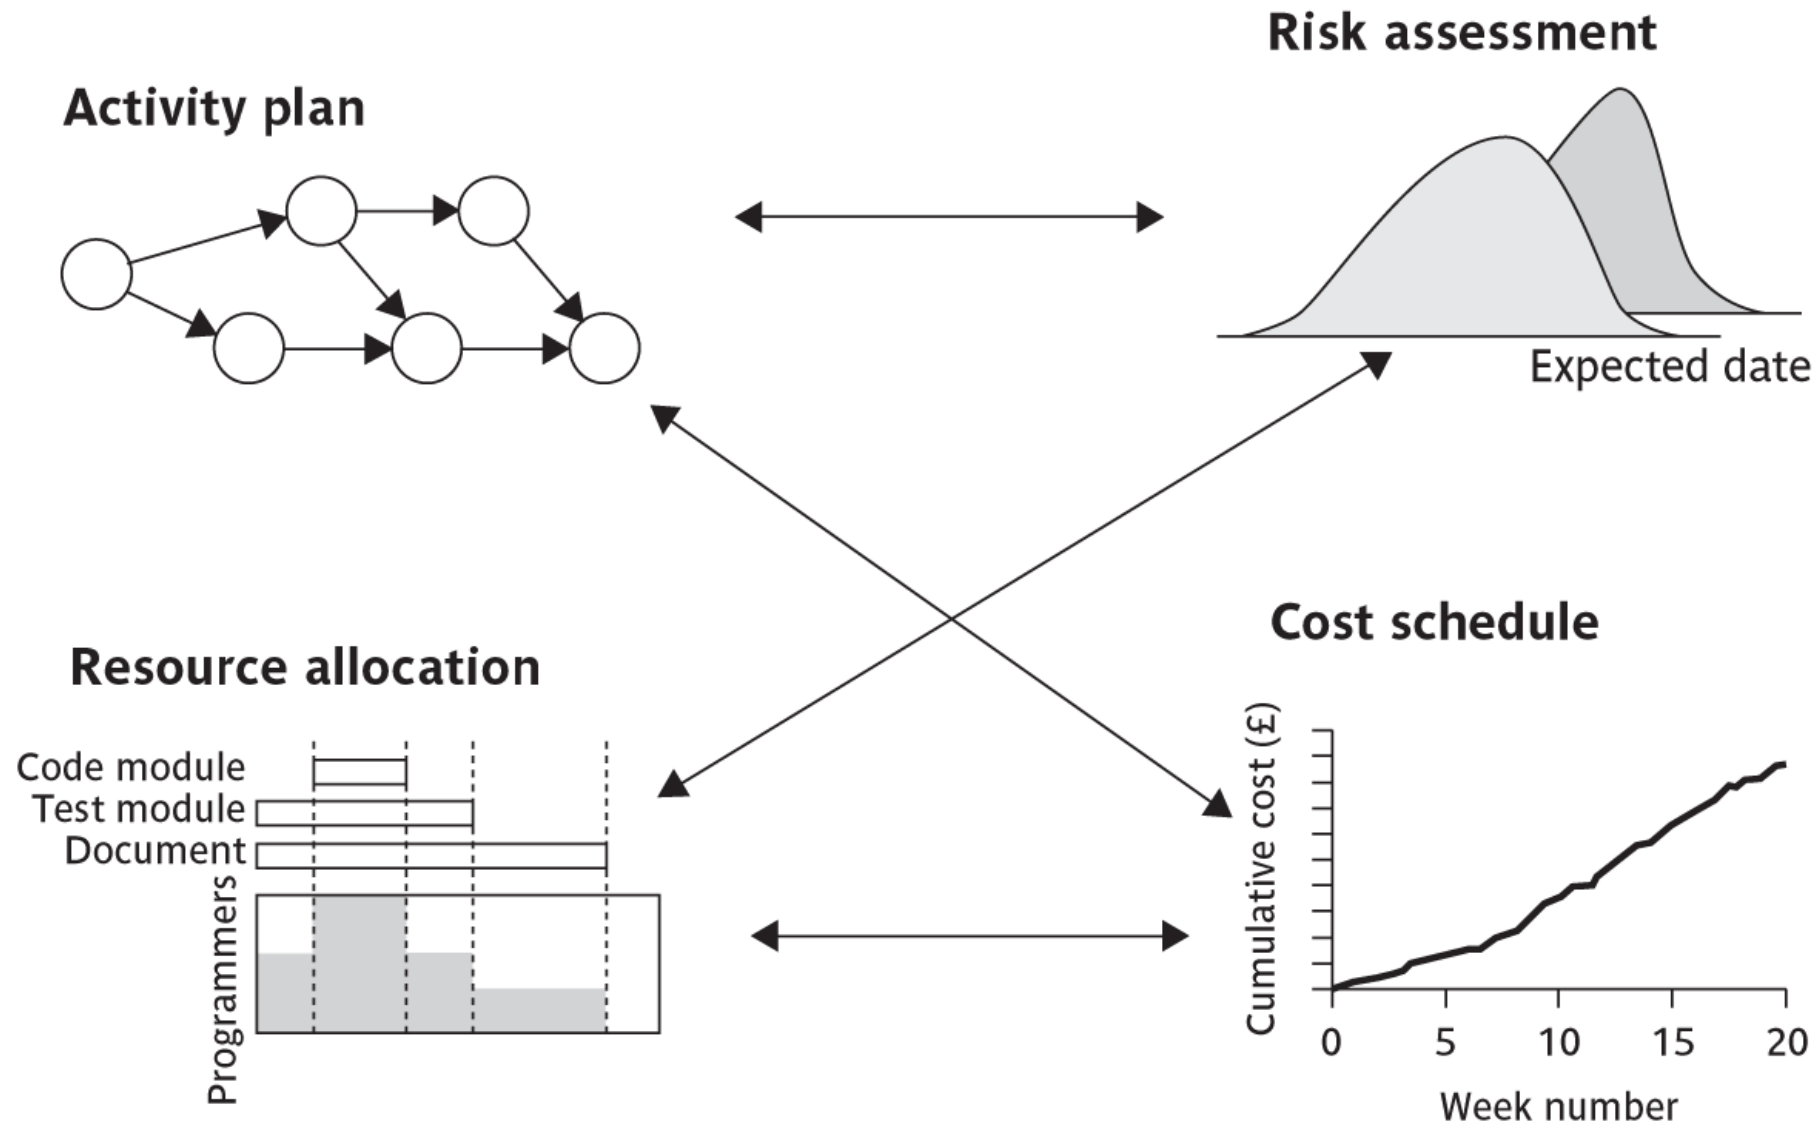 Risk assessment
Activity plan
Expected date
Cost schedule
Resource allocation
Code module
Test module
Document
Programmers
Cumulative cost (£)
0 5 10 15 20
Week number